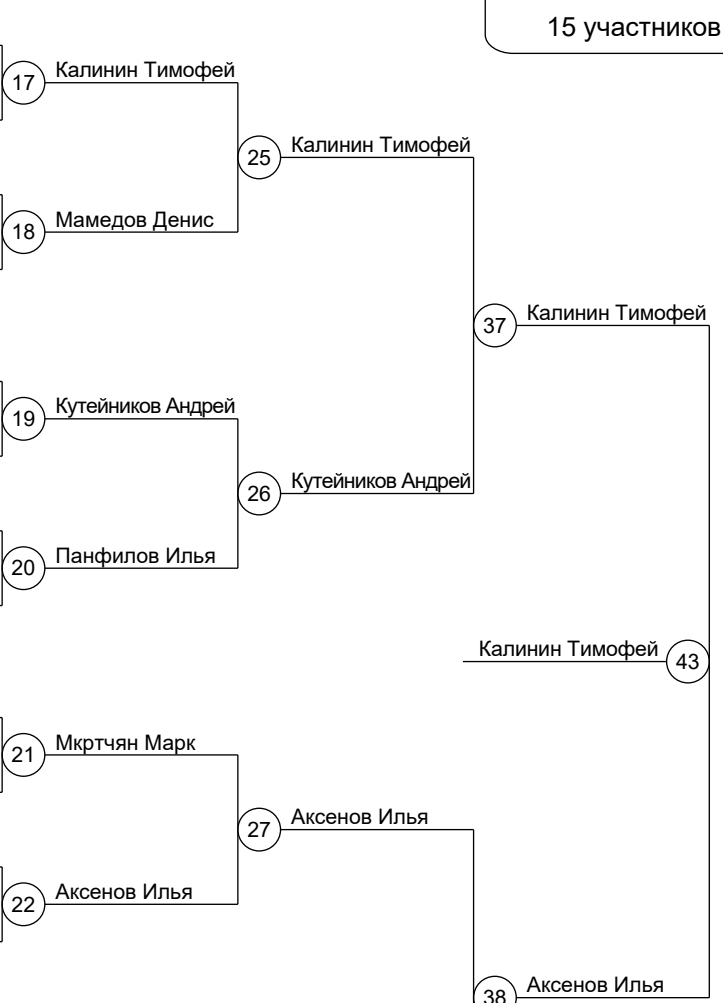 15 участников
17 Калинин Тимофей
25 Калинин Тимофей
18 Мамедов Денис
37 Калинин Тимофей
19 Кутейников Андрей
26 Кутейников Андрей
20 Панфилов Илья
Калинин Тимофей 43
21 Мкртчян Марк
27 Аксенов Илья
22 Аксенов Илья
38 Аксенов Илья